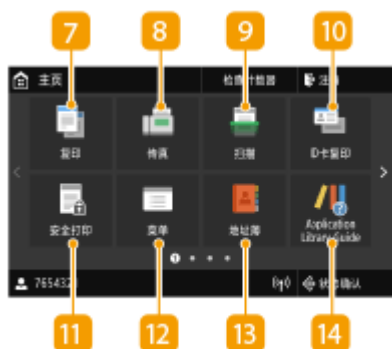 7 8 9 10
主页 检查计数器 注销
复印 传真 扫描 ID卡复印
安全打印 菜单 地址簿 Application Library Guide
7654321 状态确认
11 12 13 14